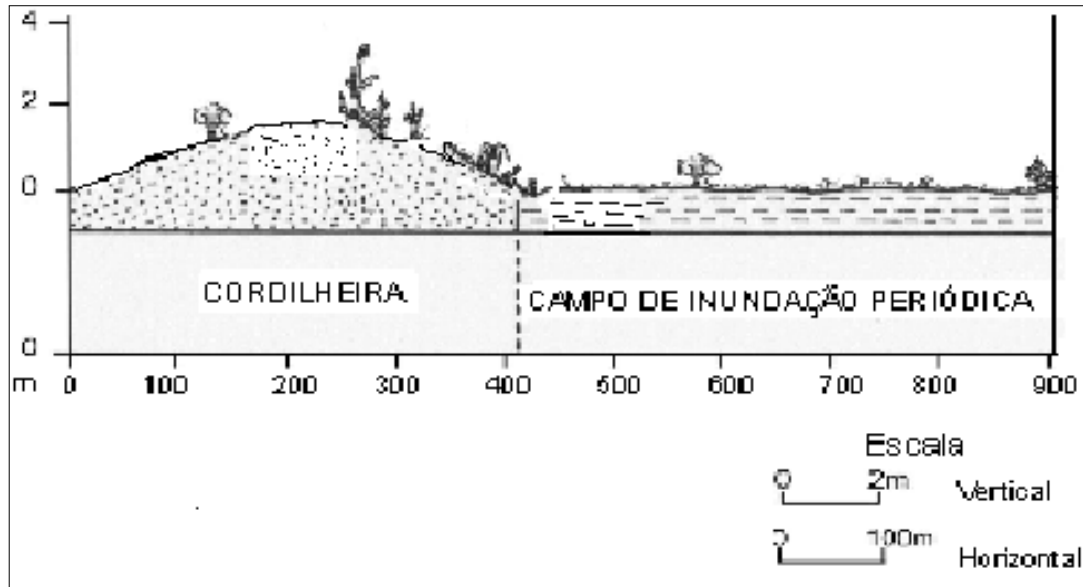 4
2
0
CORDILHEIRA
CAMPO DE INUNDAÇÃO PERIÓDICA
0
m 0 100 200 300 400 500 600 700 800 900
Escala
0 2m Vertical
0 100m Horizontal